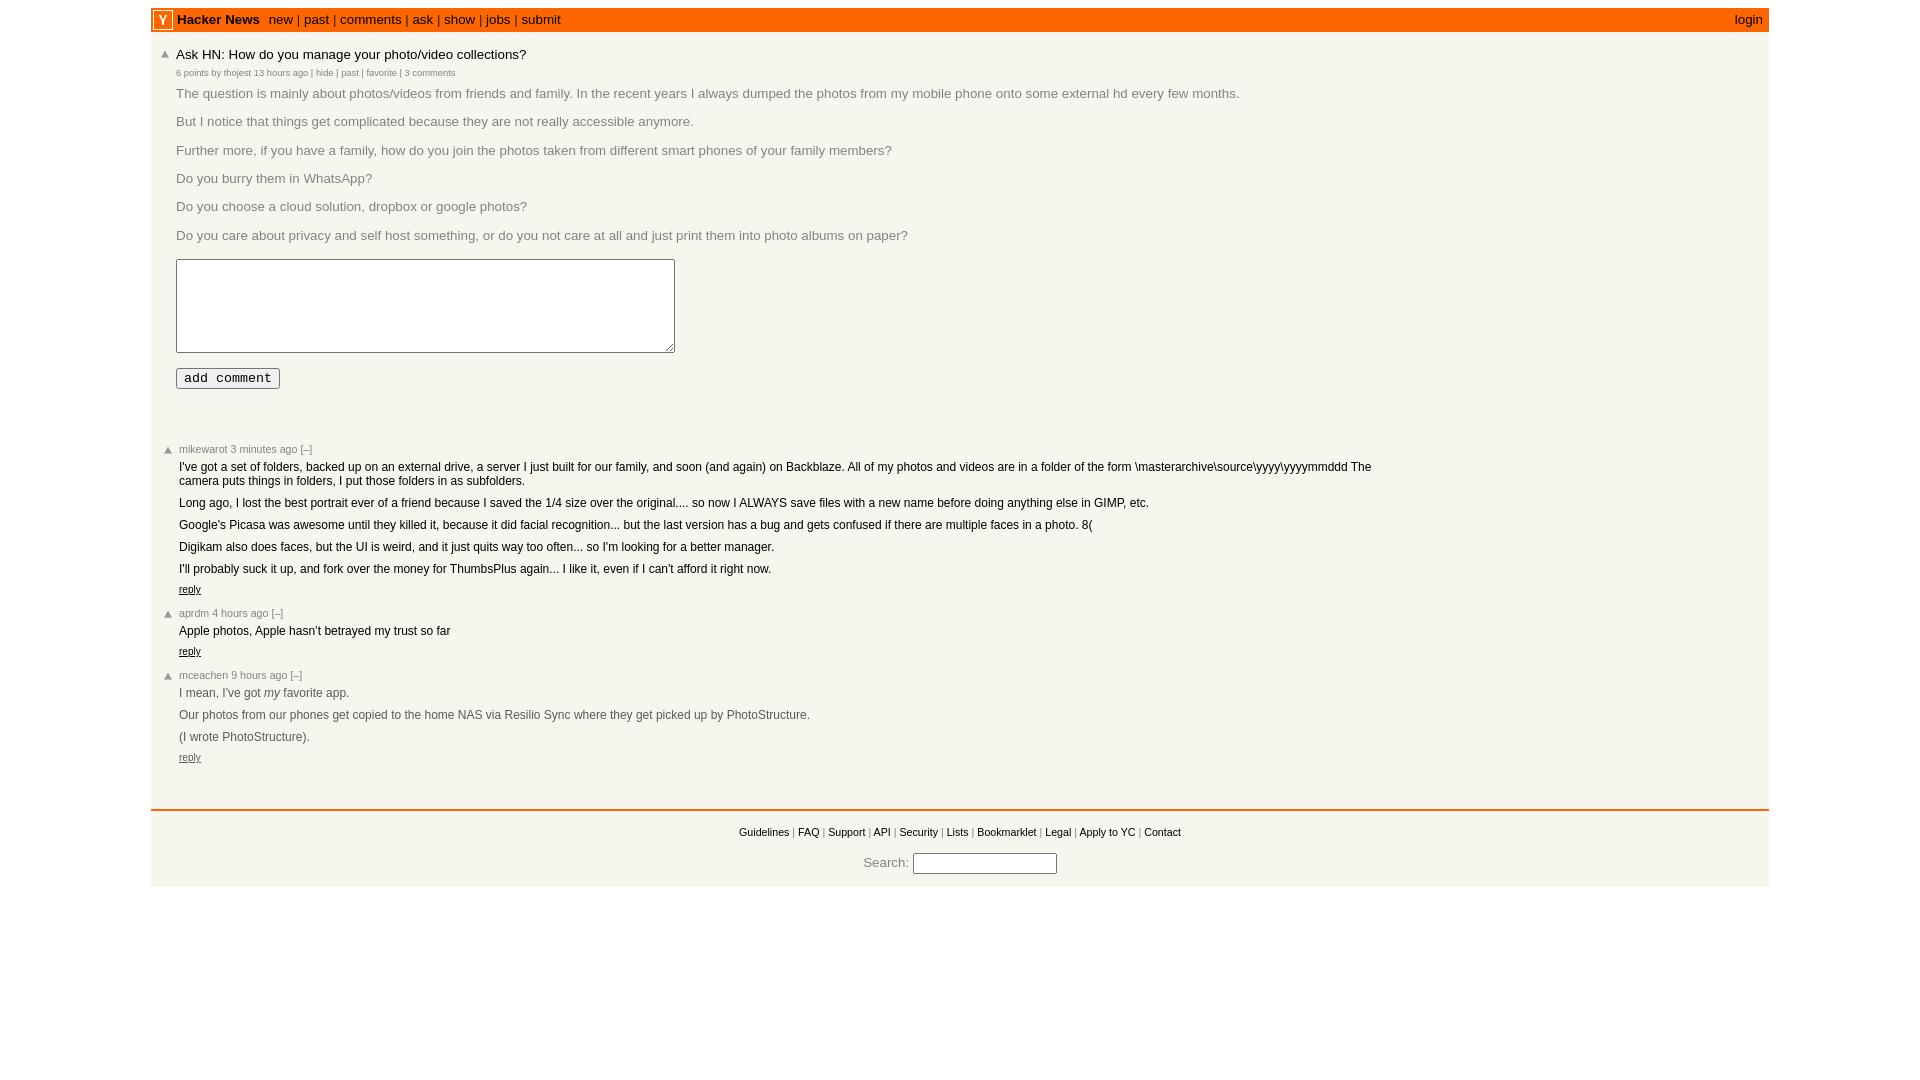 Y Hacker News new | past | comments | ask | show | jobs | submit login
Ask HN: How do you manage your photo/video collections?
6 points by thojest 13 hours ago | hide | past | favorite | 3 comments
The question is mainly about photos/videos from friends and family. In the recent years I always dumped the photos from my mobile phone onto some external hd every few months.
But I notice that things get complicated because they are not really accessible anymore.
Further more, if you have a family, how do you join the photos taken from different smart phones of your family members?
Do you burry them in WhatsApp?
Do you choose a cloud solution, dropbox or google photos?
Do you care about privacy and self host something, or do you not care at all and just print them into photo albums on paper?
add comment
mikewarot 3 minutes ago [–]
I've got a set of folders, backed up on an external drive, a server I just built for our family, and soon (and again) on Backblaze. All of my photos and videos are in a folder of the form \masterarchive\source\yyyy\yyyymmddd The
camera puts things in folders, I put those folders in as subfolders.
Long ago, I lost the best portrait ever of a friend because I saved the 1/4 size over the original.... so now I ALWAYS save files with a new name before doing anything else in GIMP, etc.
Google's Picasa was awesome until they killed it, because it did facial recognition... but the last version has a bug and gets confused if there are multiple faces in a photo. 8(
Digikam also does faces, but the UI is weird, and it just quits way too often... so I'm looking for a better manager.
I'll probably suck it up, and fork over the money for ThumbsPlus again... I like it, even if I can't afford it right now.
reply
aprdm 4 hours ago [–]
Apple photos, Apple hasn’t betrayed my trust so far
reply
mceachen 9 hours ago [–]
I mean, I've got my favorite app.
Our photos from our phones get copied to the home NAS via Resilio Sync where they get picked up by PhotoStructure.
(I wrote PhotoStructure).
reply
Guidelines | FAQ | Support | API | Security | Lists | Bookmarklet | Legal | Apply to YC | Contact
Search: